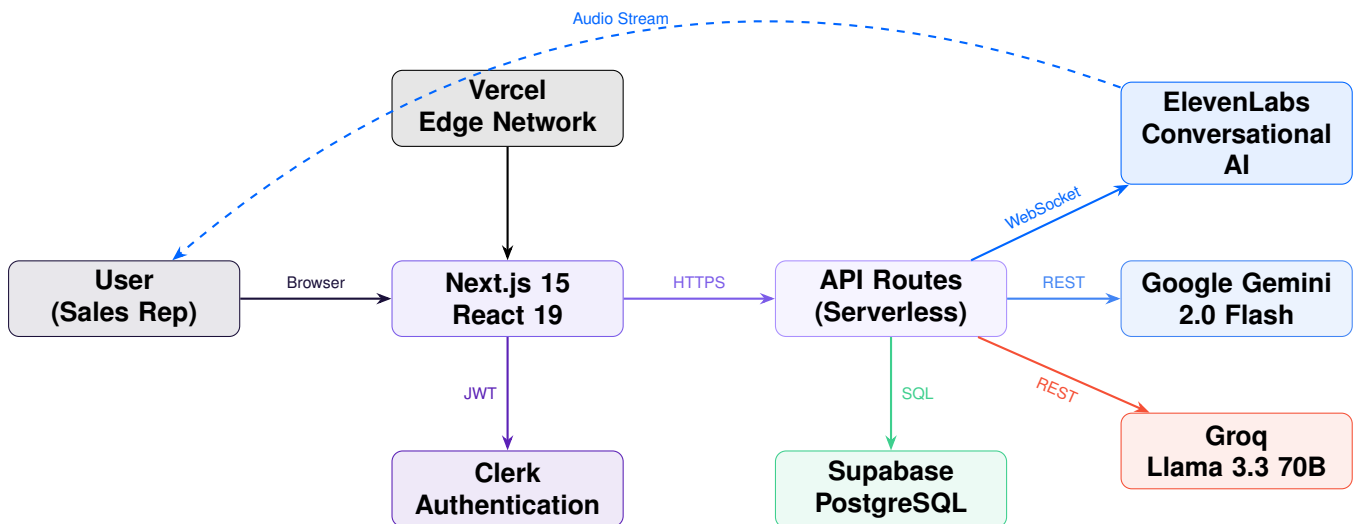 Audio Stream
Vercel
Edge Network
ElevenLabs
Conversational
AI
WebSocket
User
(Sales Rep)
Browser
Next.js 15
React 19
HTTPS
API Routes
(Serverless)
REST
Google Gemini
2.0 Flash
JWT
SQL
REST
Clerk
Authentication
Supabase
PostgreSQL
Groq
Llama 3.3 70B